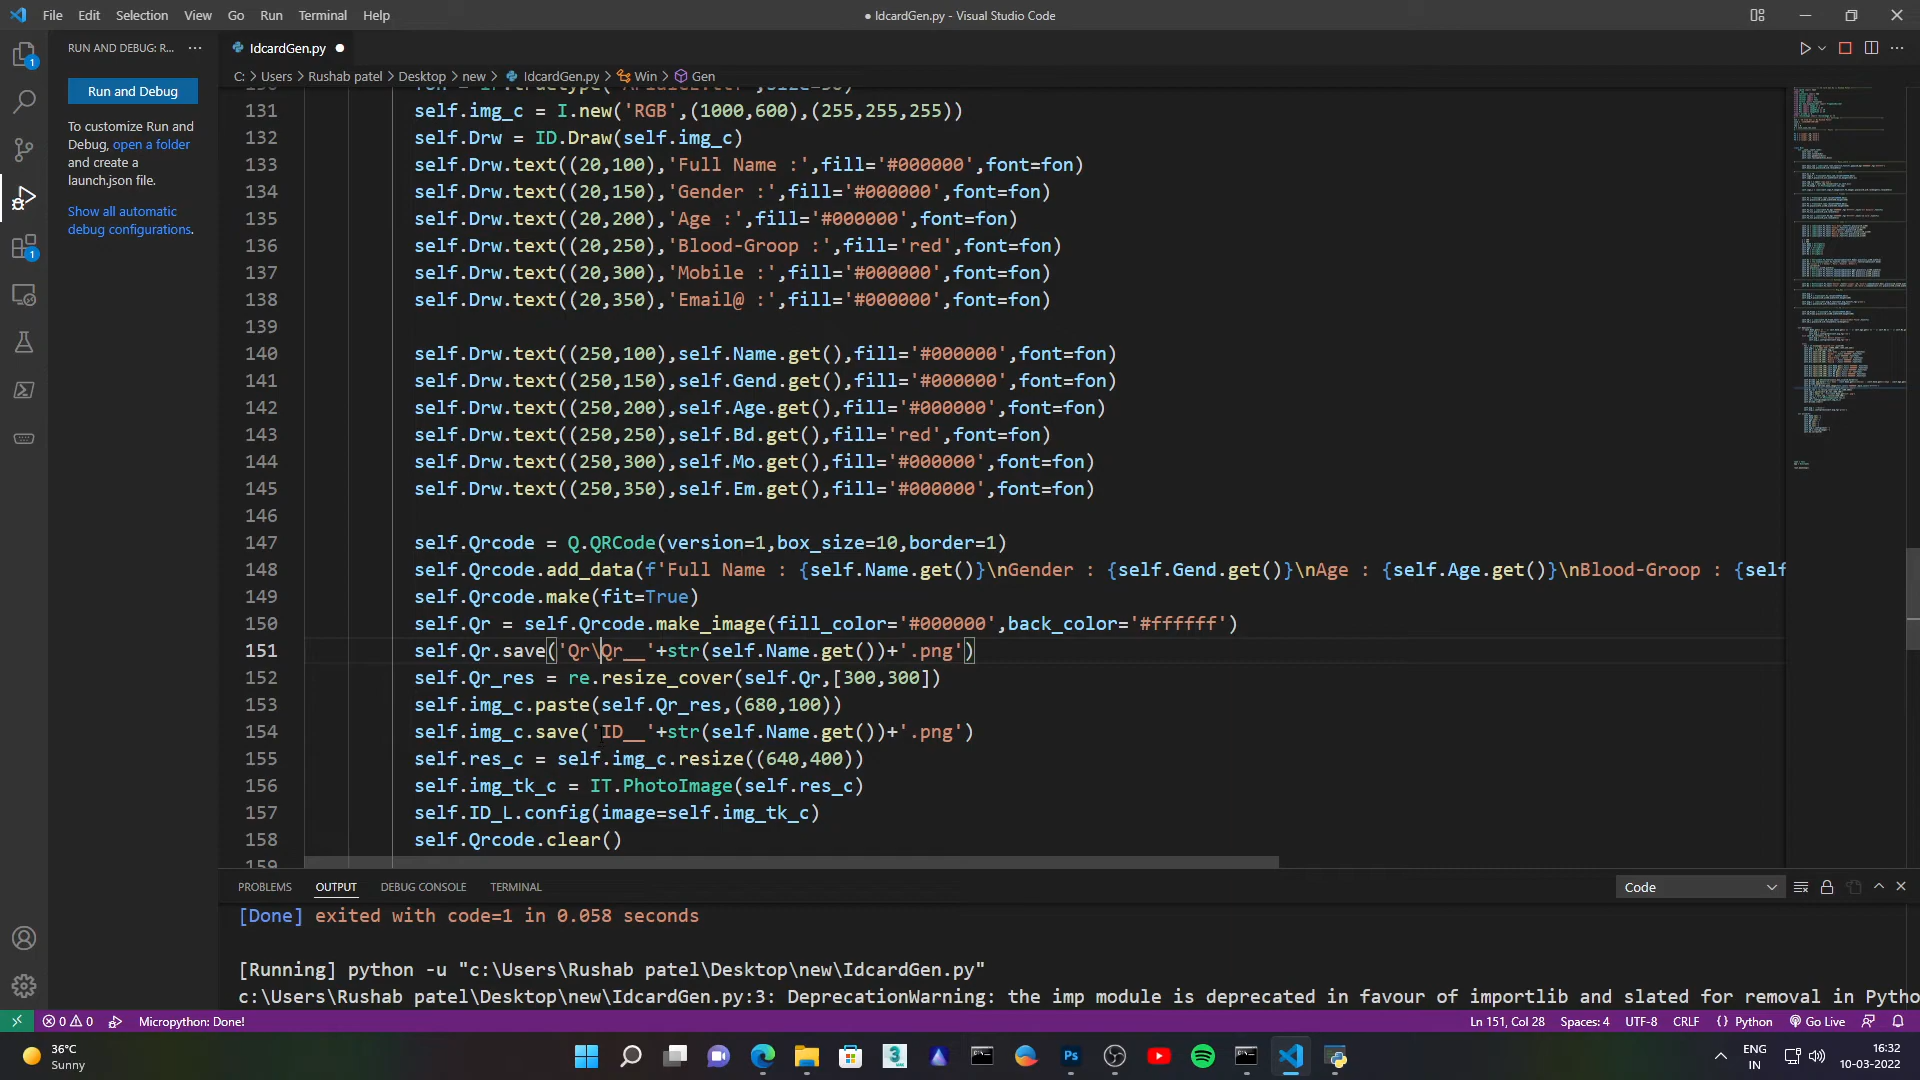 File Edit Selection View Go Run Terminal Help
● IdcardGen.py - Visual Studio Code
RUN AND DEBUG: R... ···
IdcardGen.py ●
C: > Users > Rushab patel > Desktop > new > IdcardGen.py > Win > Gen
Run and Debug
To customize Run and
Debug, open a folder
and create a
launch.json file.
Show all automatic
debug configurations.
131 self.img_c = I.new('RGB',(1000,600),(255,255,255))
132 self.Drw = ID.Draw(self.img_c)
133 self.Drw.text((20,100),'Full Name :',fill='#000000',font=fon)
134 self.Drw.text((20,150),'Gender :',fill='#000000',font=fon)
135 self.Drw.text((20,200),'Age :',fill='#000000',font=fon)
136 self.Drw.text((20,250),'Blood-Groop :',fill='red',font=fon)
137 self.Drw.text((20,300),'Mobile :',fill='#000000',font=fon)
138 self.Drw.text((20,350),'Email@ :',fill='#000000',font=fon)
139
140 self.Drw.text((250,100),self.Name.get(),fill='#000000',font=fon)
141 self.Drw.text((250,150),self.Gend.get(),fill='#000000',font=fon)
142 self.Drw.text((250,200),self.Age.get(),fill='#000000',font=fon)
143 self.Drw.text((250,250),self.Bd.get(),fill='red',font=fon)
144 self.Drw.text((250,300),self.Mo.get(),fill='#000000',font=fon)
145 self.Drw.text((250,350),self.Em.get(),fill='#000000',font=fon)
146
147 self.Qrcode = Q.QRCode(version=1,box_size=10,border=1)
148 self.Qrcode.add_data(f'Full Name : {self.Name.get()}\nGender : {self.Gend.get()}\nAge : {self.Age.get()}\nBlood-Groop : {self
149 self.Qrcode.make(fit=True)
150 self.Qr = self.Qrcode.make_image(fill_color='#000000',back_color='#ffffff')
151 self.Qr.save('Qr\Qr__'+str(self.Name.get())+'.png')
152 self.Qr_res = re.resize_cover(self.Qr,[300,300])
153 self.img_c.paste(self.Qr_res,(680,100))
154 self.img_c.save('ID__'+str(self.Name.get())+'.png')
155 self.res_c = self.img_c.resize((640,400))
156 self.img_tk_c = IT.PhotoImage(self.res_c)
157 self.ID_L.config(image=self.img_tk_c)
158 self.Qrcode.clear()
159
PROBLEMS OUTPUT DEBUG CONSOLE TERMINAL
Code
[Done] exited with code=1 in 0.058 seconds
[Running] python -u "c:\Users\Rushab patel\Desktop\new\IdcardGen.py"
c:\Users\Rushab patel\Desktop\new\IdcardGen.py:3: DeprecationWarning: the imp module is deprecated in favour of importlib and slated for removal in Pytho
0 0 Micropython: Done!
Ln 151, Col 28 Spaces: 4 UTF-8 CRLF Python Go Live
36°C
Sunny
ENG
IN
16:32
10-03-2022